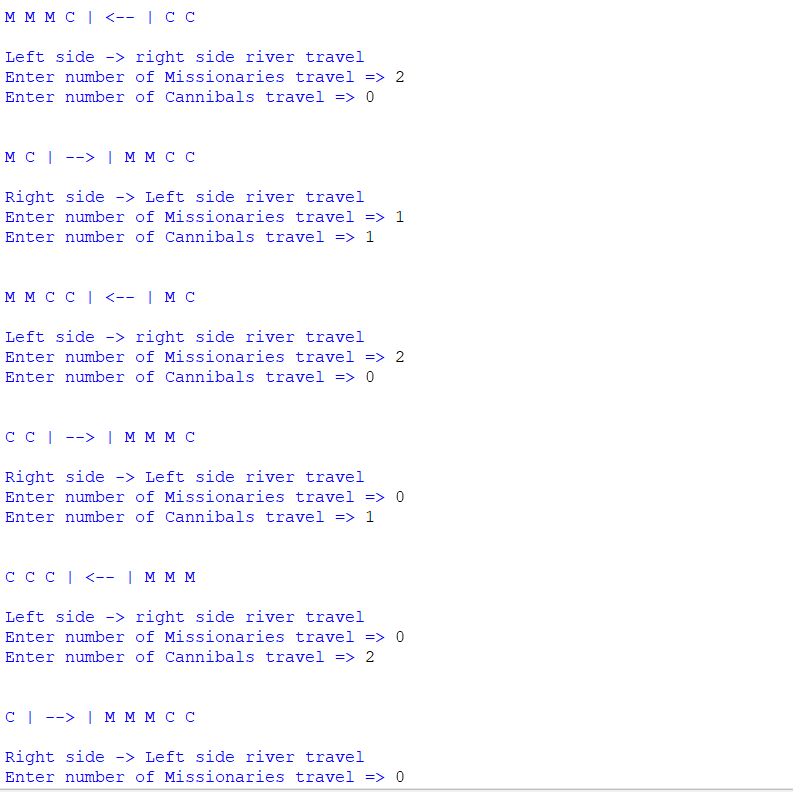 M M M C | <-- | C C
Left side -> right side river travel
Enter number of Missionaries travel => 2
Enter number of Cannibals travel => 0
M C | --> | M M C C
Right side -> Left side river travel
Enter number of Missionaries travel => 1
Enter number of Cannibals travel => 1
M M C C | <-- | M C
Left side -> right side river travel
Enter number of Missionaries travel => 2
Enter number of Cannibals travel => 0
C C | --> | M M M C
Right side -> Left side river travel
Enter number of Missionaries travel => 0
Enter number of Cannibals travel => 1
C C C | <-- | M M M
Left side -> right side river travel
Enter number of Missionaries travel => 0
Enter number of Cannibals travel => 2
C | --> | M M M C C
Right side -> Left side river travel
Enter number of Missionaries travel => 0